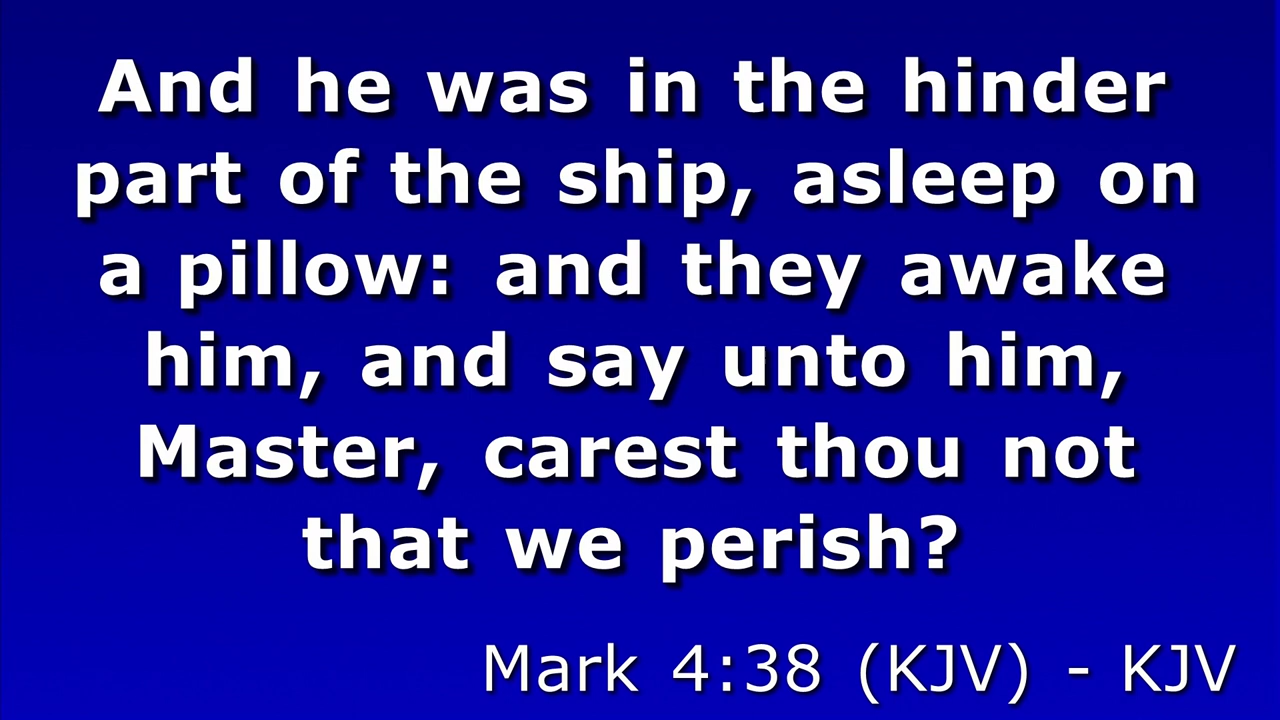 And he was in the hinder
part of the ship, asleep on
a pillow: and they awake
him, and say unto him,
Master, carest thou not
that we perish?
Mark 4:38 (KJV) - KJV